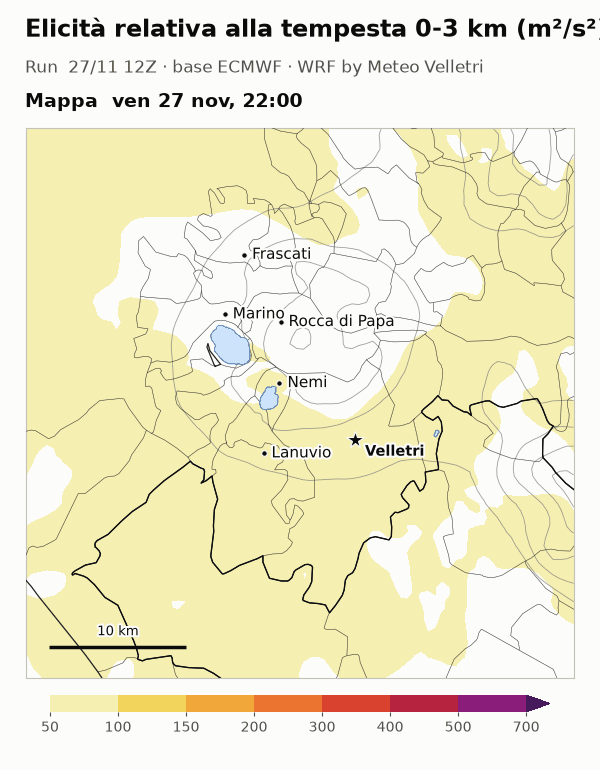 Elicità relativa alla tempesta 0-3 km (m²/s²)
Run  27/11 12Z · base ECMWF · WRF by Meteo Velletri
Mappa  ven 27 nov, 22:00
Frascati
Marino
Rocca di Papa
Nemi
Velletri
Lanuvio
10 km
50 100 150 200 300 400 500 700